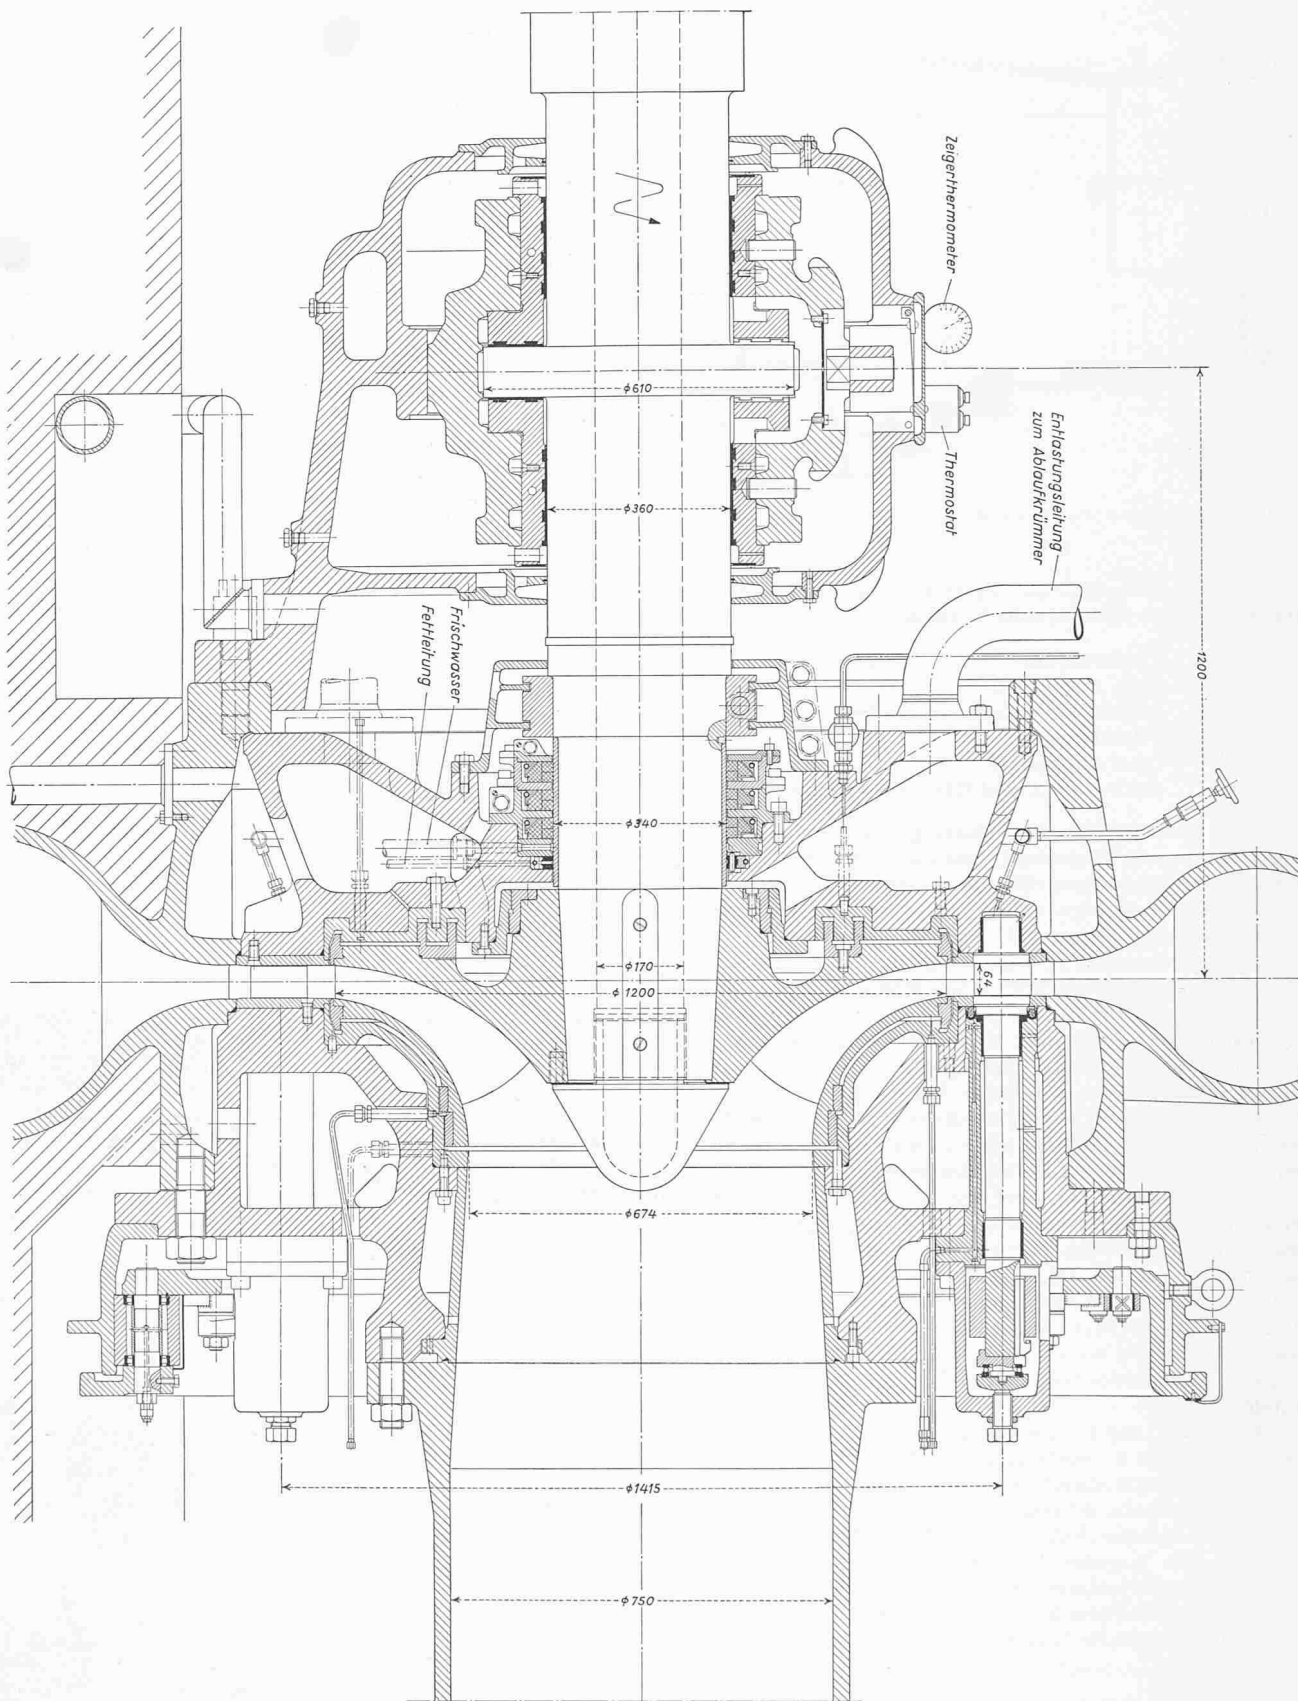 Zeigerthermometer
Thermostat
Entlastungsleitung
zum Ablaufkrümmer
ϕ610
ϕ360
1200
Frischwasser
Fettleitung
ϕ340
ϕ170
64
ϕ1200
ϕ674
ϕ1415
ϕ750